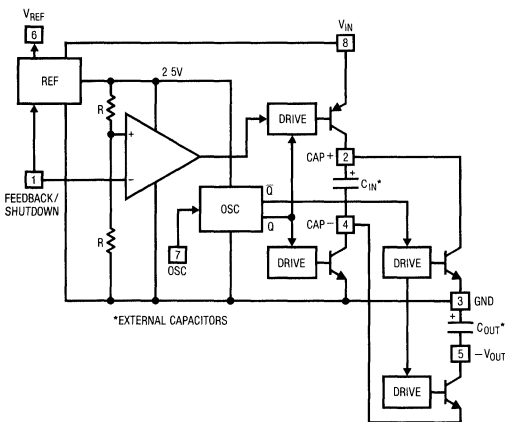 VREF
6
VIN
8
REF
2 5V
R
+
DRIVE
CAP+
2
+
CIN*
1
−
FEEDBACK/
SHUTDOWN
Q̅
OSC
Q
CAP−
4
R
7
OSC
DRIVE
DRIVE
3
GND
*EXTERNAL CAPACITORS
+
COUT*
5
−VOUT
DRIVE